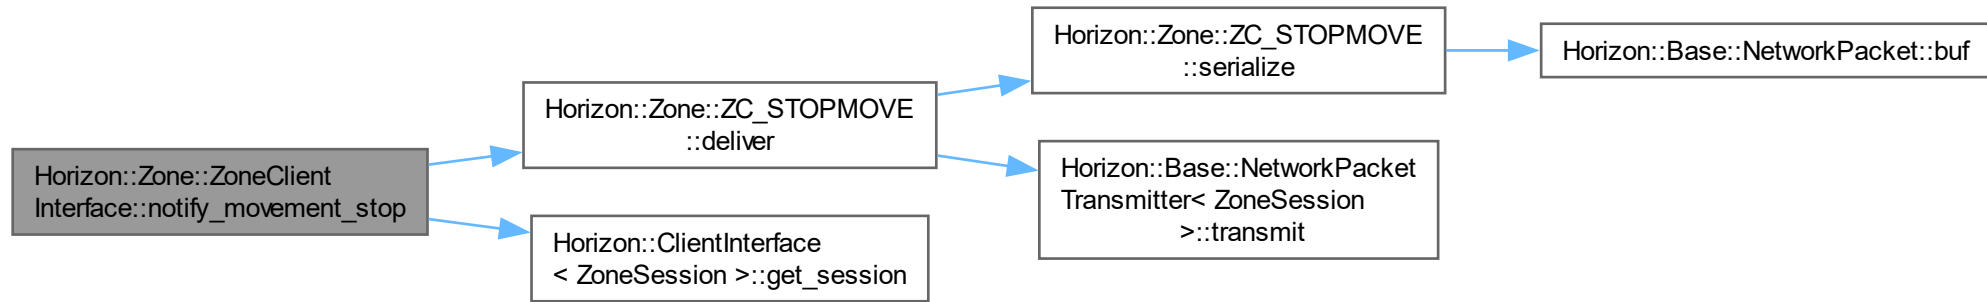 Horizon::Zone::ZoneClient
Interface::notify_movement_stop
Horizon::Zone::ZC_STOPMOVE
::deliver
Horizon::ClientInterface
< ZoneSession >::get_session
Horizon::Zone::ZC_STOPMOVE
::serialize
Horizon::Base::NetworkPacket
Transmitter< ZoneSession
>::transmit
Horizon::Base::NetworkPacket::buf